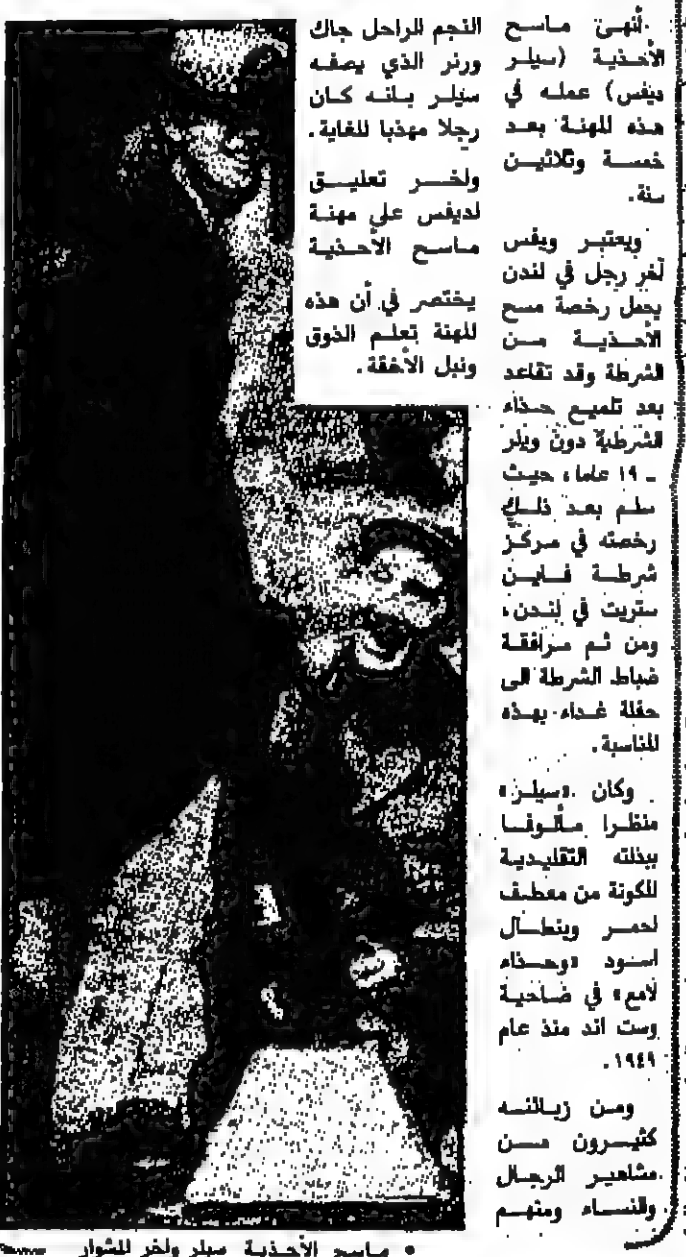 أنهى ماسح
الأحذية (سيلر
ديفس) عمله في
هذه المهنة بعد
خمسة وثلاثين
سنة.
ويعتبر ويفس
أخر رجل في لندن
يحمل رخصة مسح
الأحذية من
الشرطة وقد تقاعد
بعد تلميع حذاء
الشرطية دون ويلر
ـ ١٩ عاما، حيث
سلم بعد ذلك
رخصته في مركز
شرطة فاين
ستريت في لندن،
ومن ثم مرافقة
ضباط الشرطة الى
حفلة غداء بهذه
المناسبة.
وكان «سيلر»
منظرا مألوفا
ببذلته التقليدية
المكونة من معطف
احمر وبنطال
اسود «وحذاء
لامع» في ضاحية
وست اند منذ عام
١٩٤٩.
ومن زبائنه
كثيرون من
مشاهير الرجال
والنساء ومنهم
النجم الراحل جاك
ورنر الذي يصفه
سيلر بانه كان
رجلا مهذبا للغاية.
واخر تعليق
لديفس على مهنة
ماسح الأحذية
يختصر في أن هذه
المهنة تعلم الذوق
ونبل الأخقة.
• ماسح الأحذية سيلر واخر المشوار